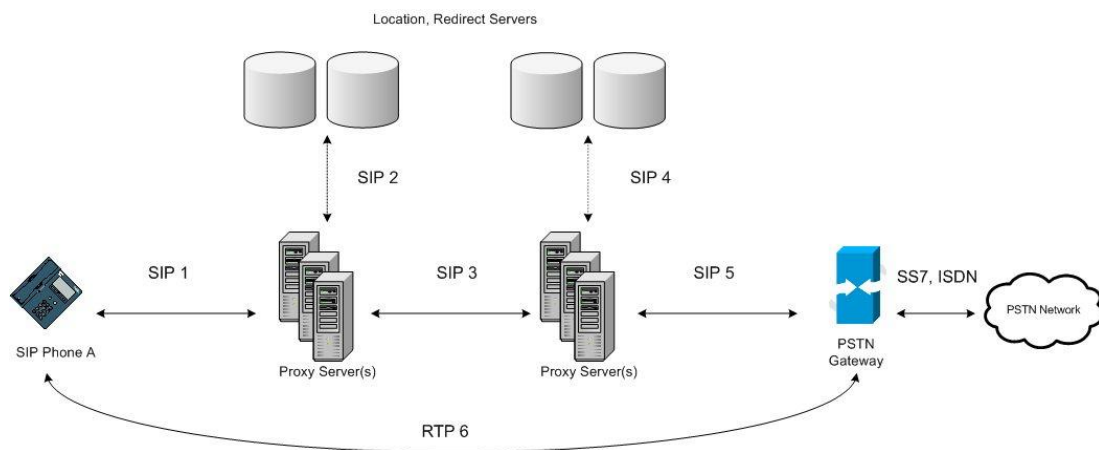 Location, Redirect Servers
SIP 2
SIP 4
SIP 1
SIP 3
SIP 5
SS7, ISDN
PSTN Network
SIP Phone A
Proxy Server(s)
Proxy Server(s)
PSTN
Gateway
RTP 6